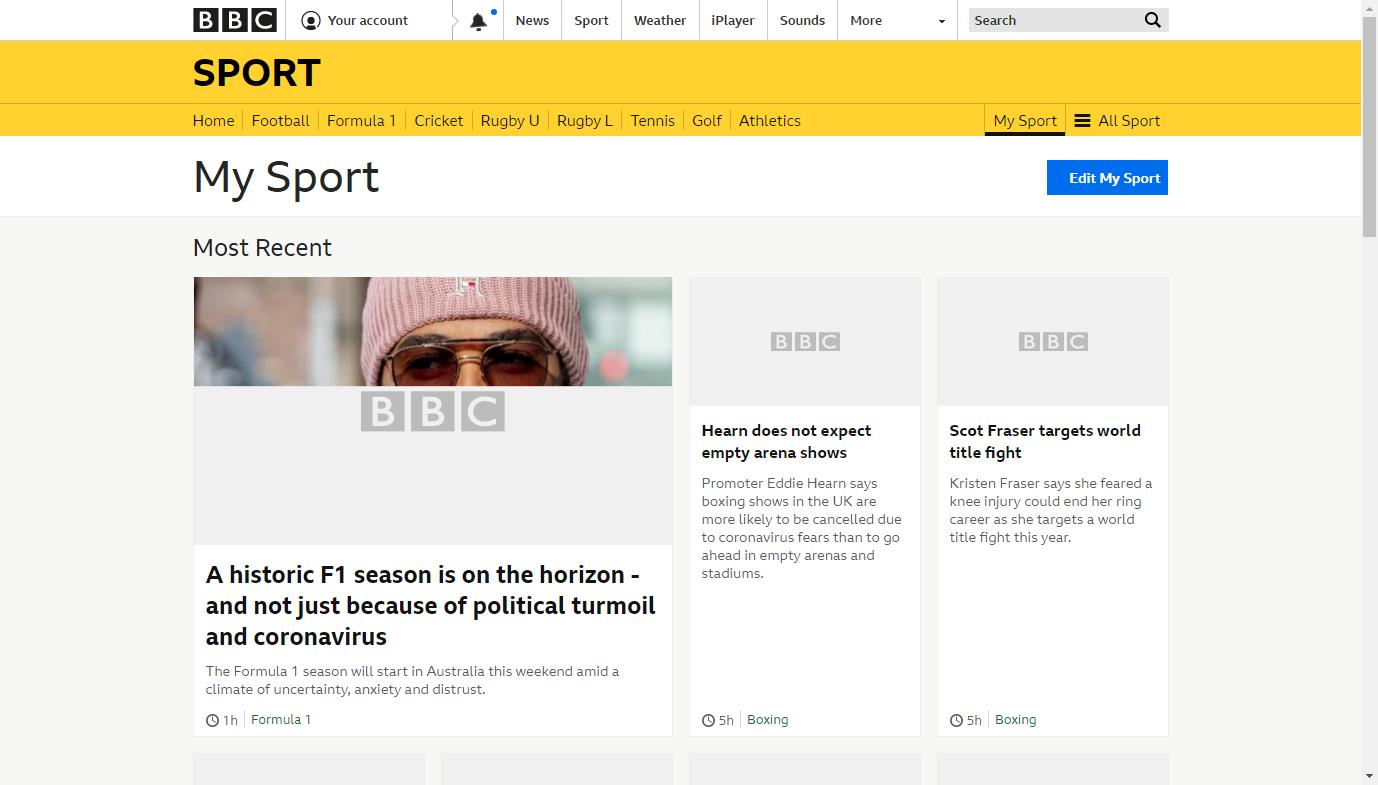 BBC
Your account
News
Sport
Weather
iPlayer
Sounds
More
Search
SPORT
Home
Football
Formula 1
Cricket
Rugby U
Rugby L
Tennis
Golf
Athletics
My Sport
All Sport
My Sport
Edit My Sport
Most Recent
BBC
A historic F1 season is on the horizon -
and not just because of political turmoil
and coronavirus
The Formula 1 season will start in Australia this weekend amid a
climate of uncertainty, anxiety and distrust.
1h
Formula 1
BBC
Hearn does not expect
empty arena shows
Promoter Eddie Hearn says
boxing shows in the UK are
more likely to be cancelled due
to coronavirus fears than to go
ahead in empty arenas and
stadiums.
5h
Boxing
BBC
Scot Fraser targets world
title fight
Kristen Fraser says she feared a
knee injury could end her ring
career as she targets a world
title fight this year.
5h
Boxing